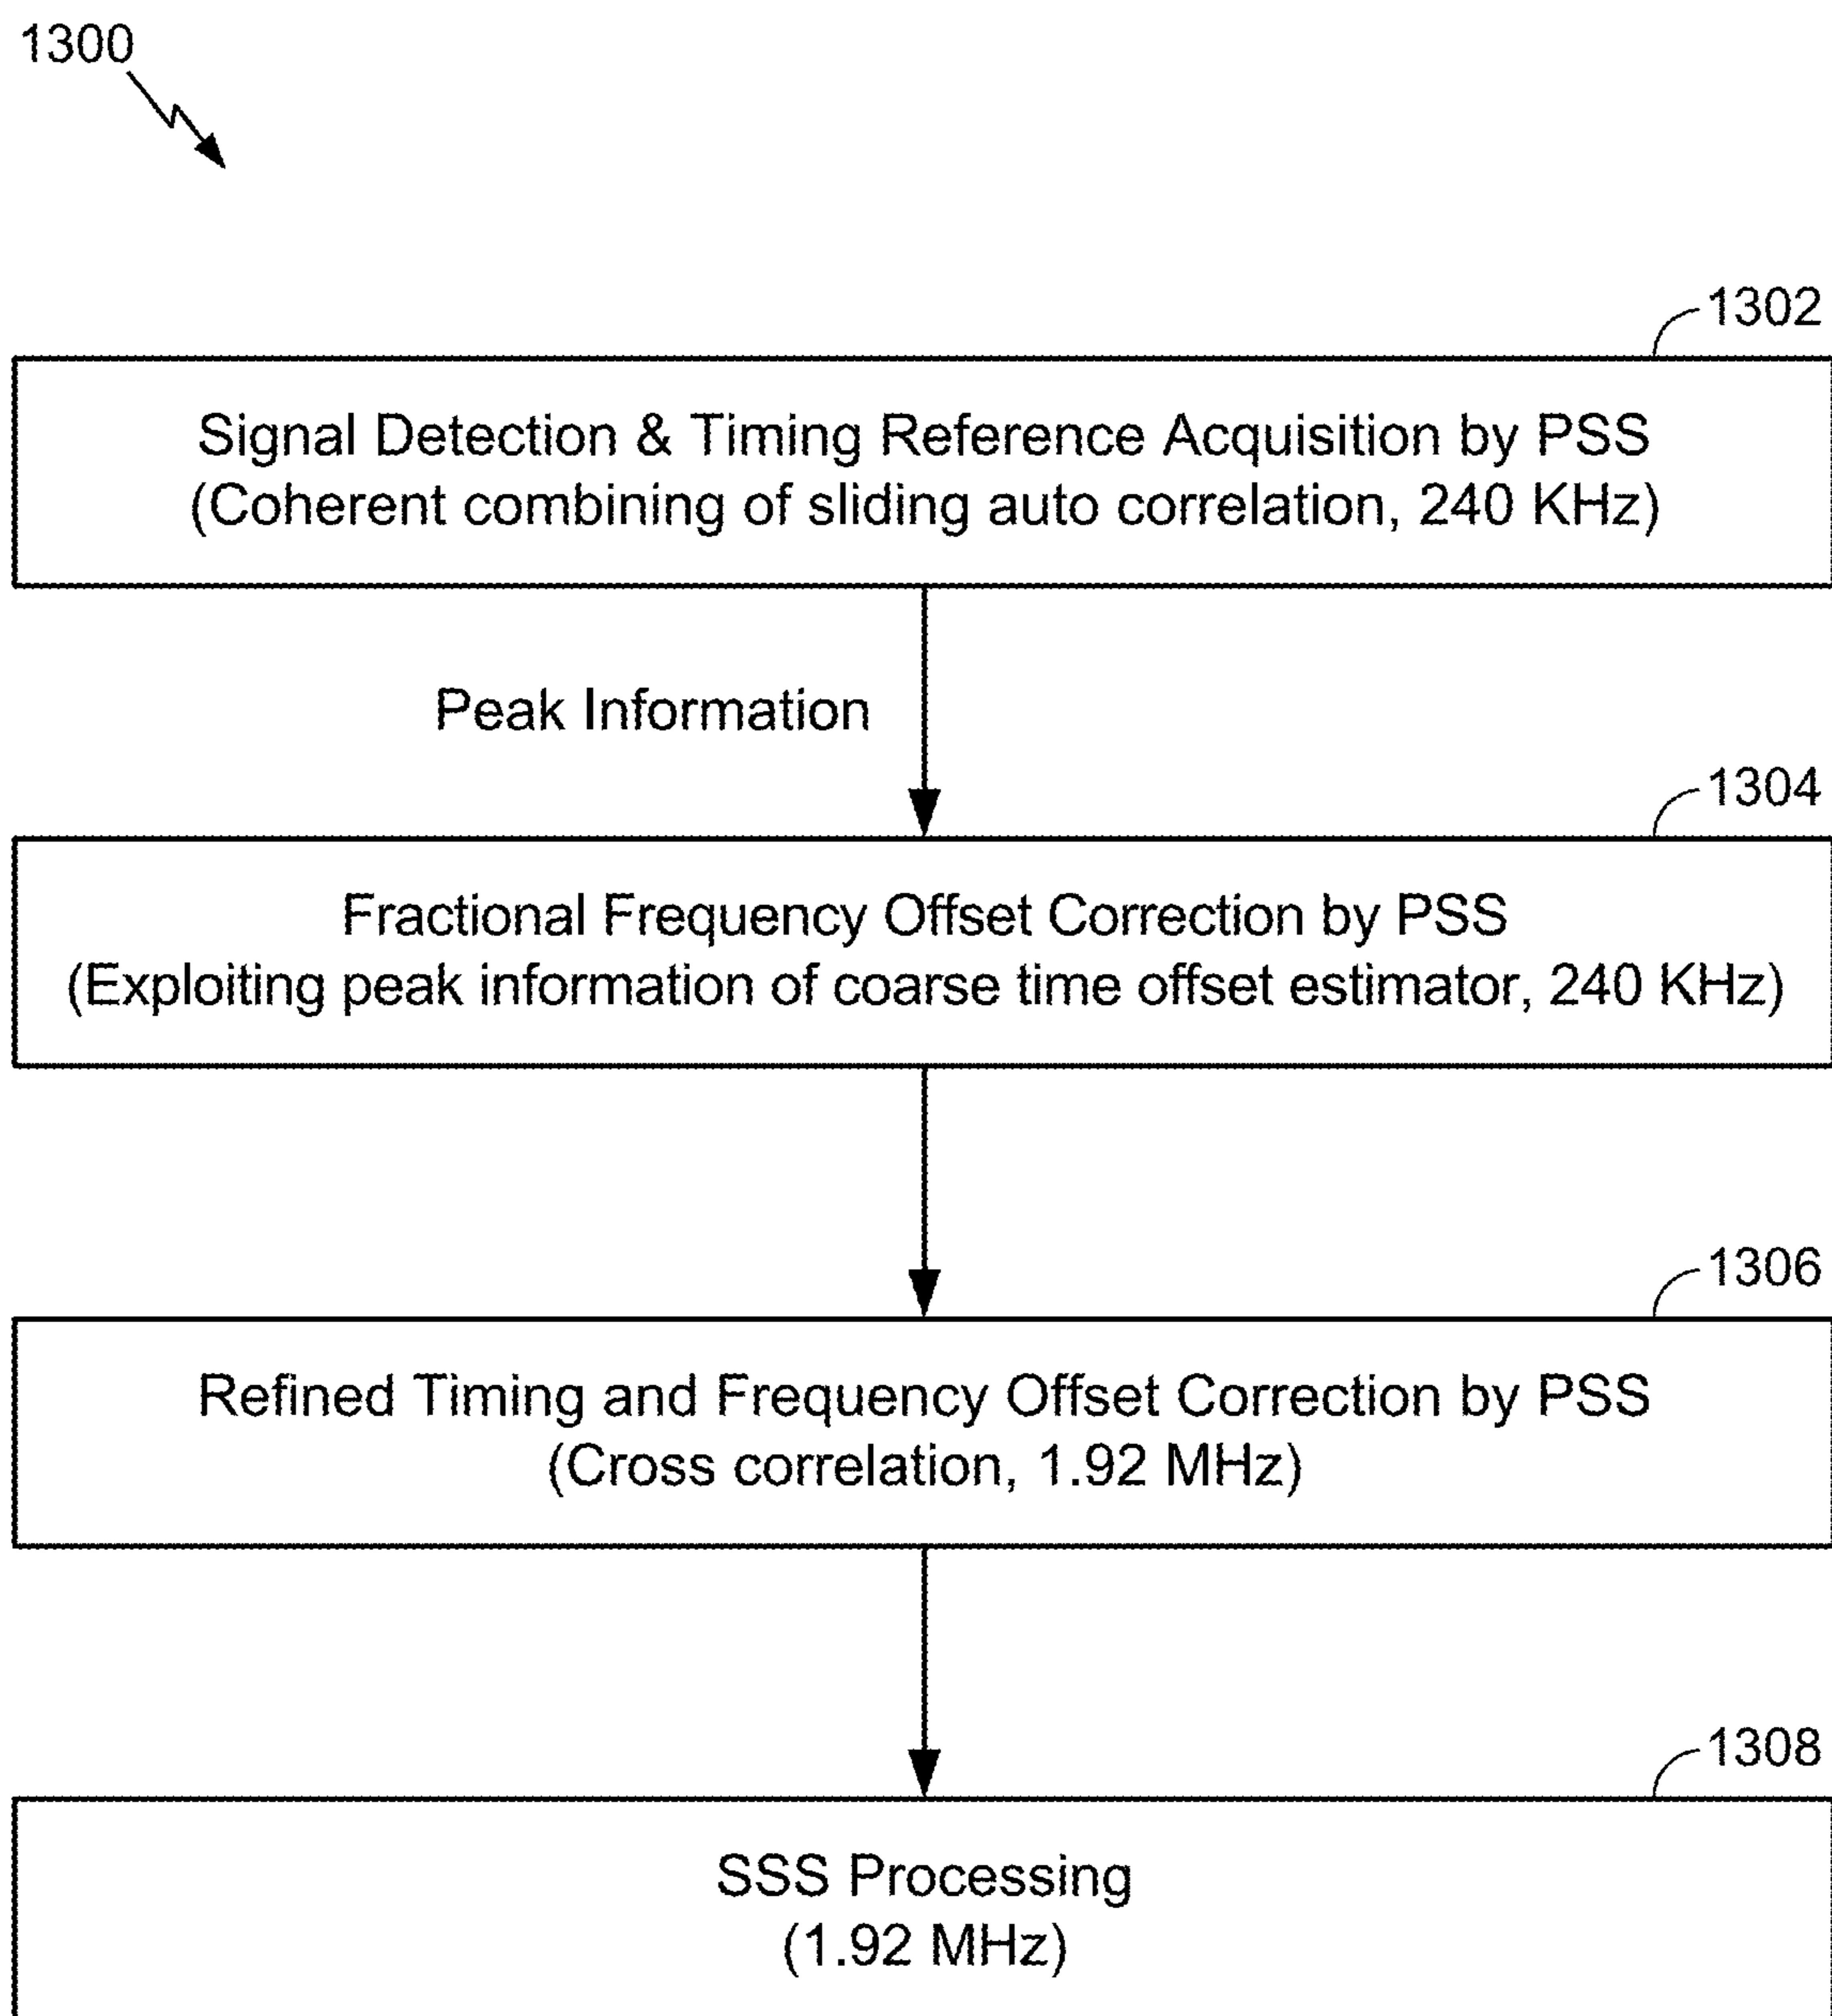 1300
1302
Signal Detection & Timing Reference Acquisition by PSS
(Coherent combining of sliding auto correlation, 240 KHz)
Peak Information
1304
Fractional Frequency Offset Correction by PSS
(Exploiting peak information of coarse time offset estimator, 240 KHz)
1306
Refined Timing and Frequency Offset Correction by PSS
(Cross correlation, 1.92 MHz)
1308
SSS Processing
(1.92 MHz)